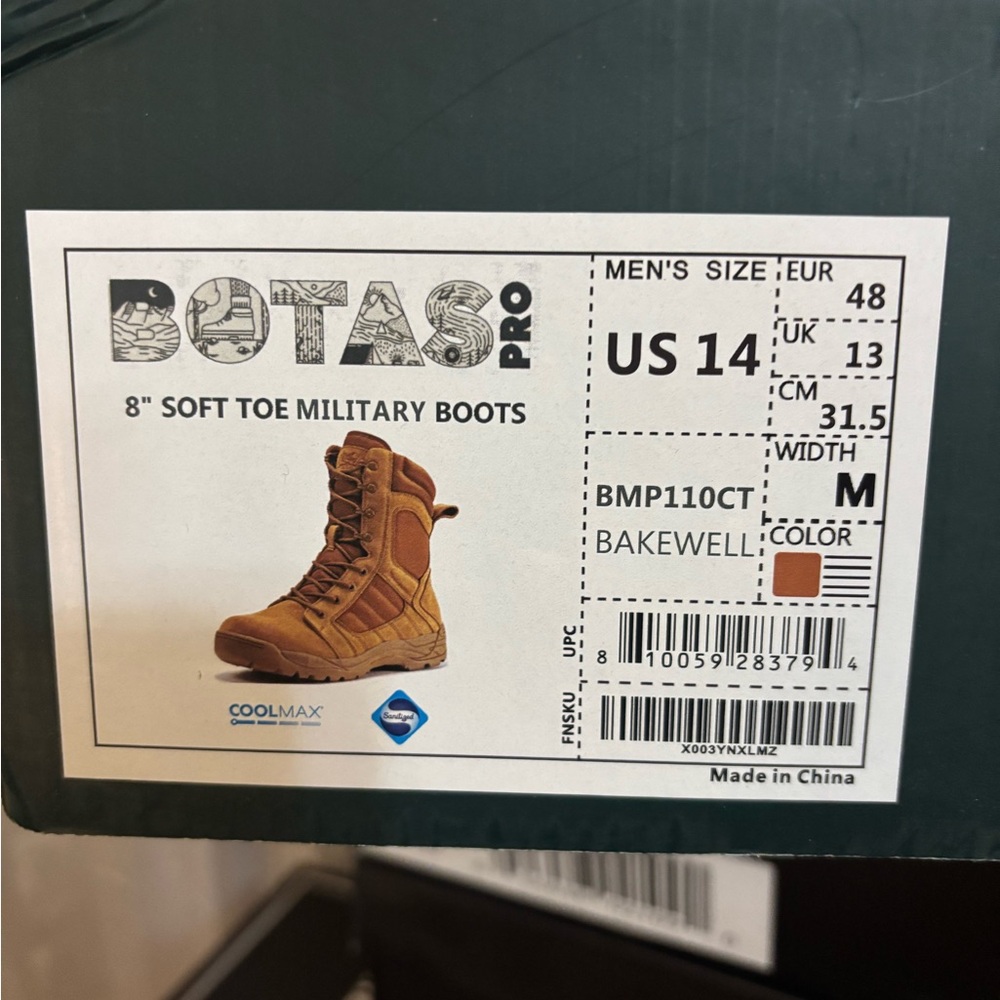 BOTAS PRO
8" SOFT TOE MILITARY BOOTS
COOLMAX®
Sanitized
MEN'S SIZE
US 14
EUR
48
UK
13
CM
31.5
BMP110CT
BAKEWELL
WIDTH
M
COLOR
UPC
8 10059 28379 4
FNSKU
X003YNXLMZ
Made in China